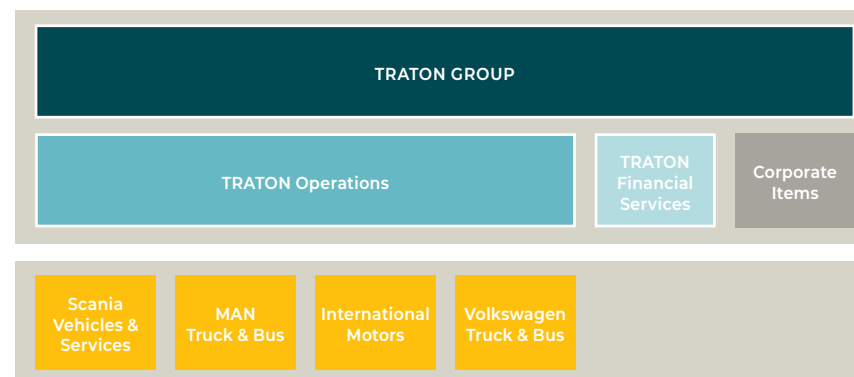 TRATON GROUP
TRATON Operations
TRATON
Financial
Services
Corporate
Items
Scania
Vehicles &
Services
MAN
Truck & Bus
International
Motors
Volkswagen
Truck & Bus